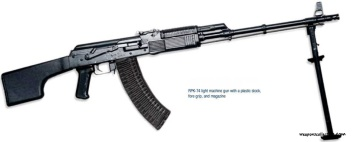 RPK-74 light machine gun with a plastic stock,
fore grip, and magazine